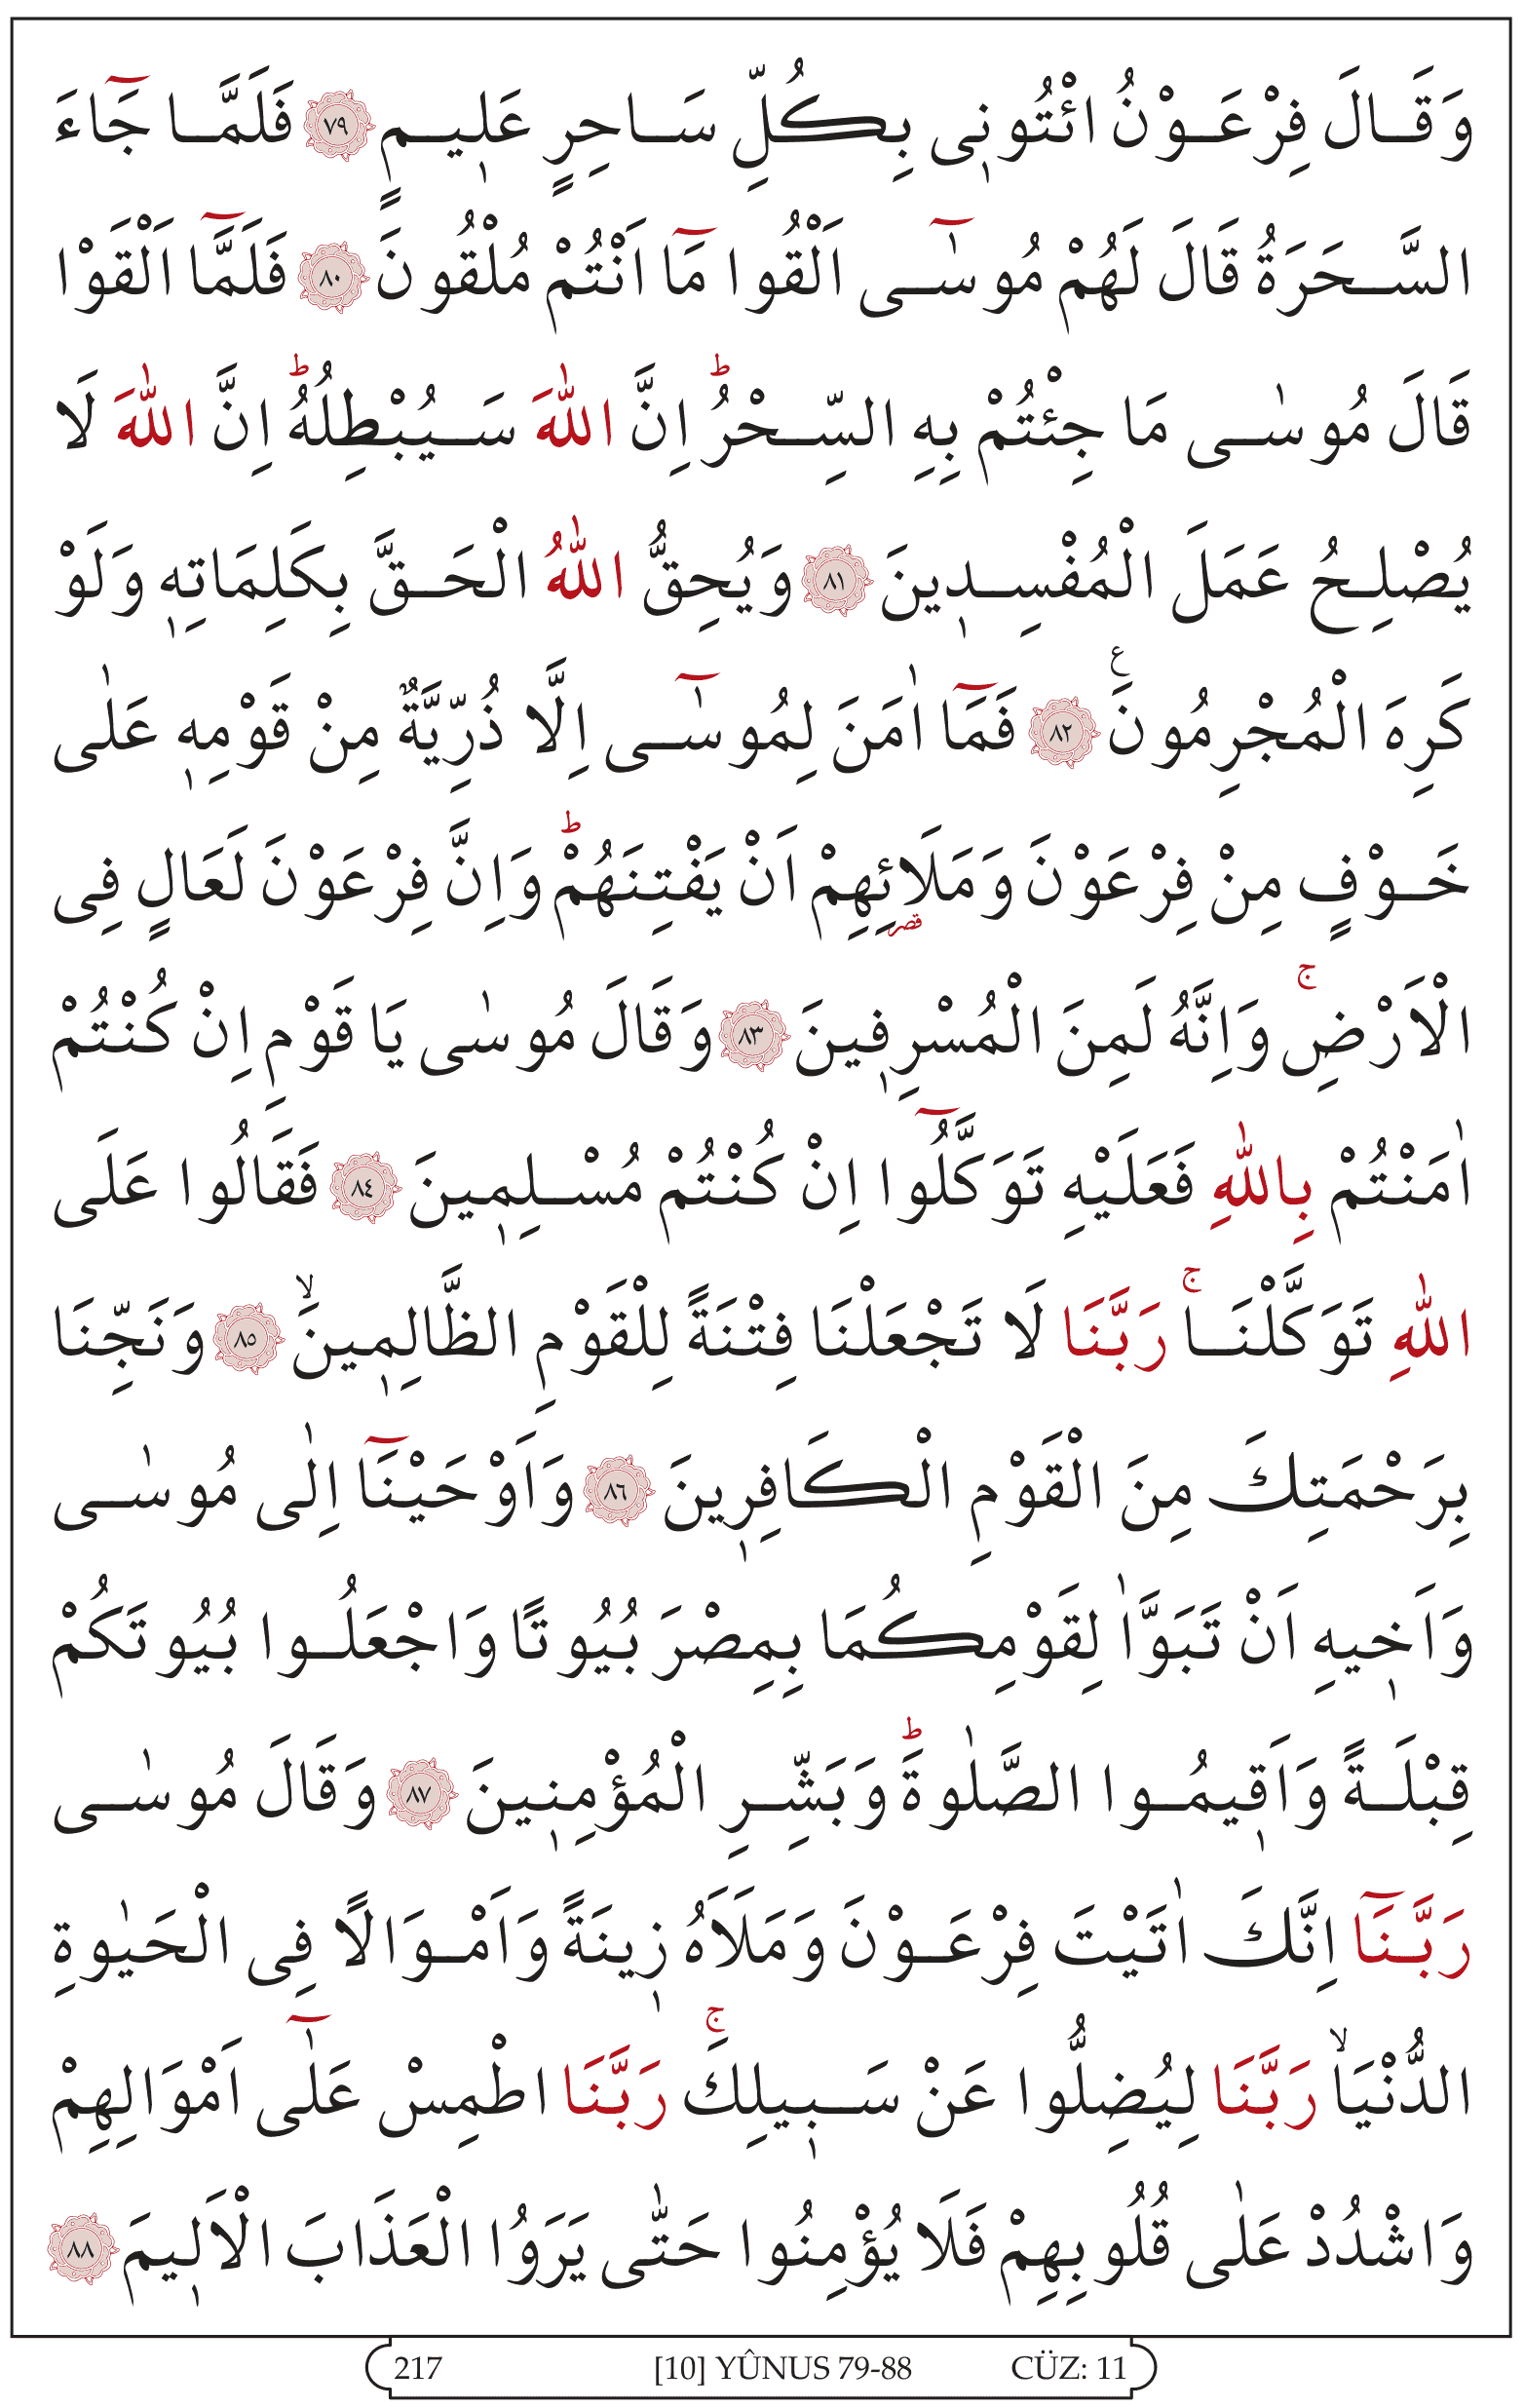 وَقَالَ فِرْعَوْنُ ائْتُونٖى بِكُلِّ سَاحِرٍ عَلٖيمٍ ﴿٧٩﴾ فَلَمَّا جَٓاءَ
السَّحَرَةُ قَالَ لَهُمْ مُوسٰٓى اَلْقُوا مَٓا اَنْتُمْ مُلْقُونَ ﴿٨٠﴾ فَلَمَّٓا اَلْقَوْا
قَالَ مُوسٰى مَا جِئْتُمْ بِهِ السِّحْرُؕ اِنَّ اللّٰهَ سَيُبْطِلُهُؕ اِنَّ اللّٰهَ لَا
يُصْلِحُ عَمَلَ الْمُفْسِدٖينَ ﴿٨١﴾ وَيُحِقُّ اللّٰهُ الْحَقَّ بِكَلِمَاتِهٖ وَلَوْ
كَرِهَ الْمُجْرِمُونَࣖ ﴿٨٢﴾ فَمَٓا اٰمَنَ لِمُوسٰٓى اِلَّا ذُرِّيَّةٌ مِنْ قَوْمِهٖ عَلٰى
خَوْفٍ مِنْ فِرْعَوْنَ وَمَلَائِهِمْ قصر اَنْ يَفْتِنَهُمْؕ وَاِنَّ فِرْعَوْنَ لَعَالٍ فِى
الْاَرْضِۚ وَاِنَّهُ لَمِنَ الْمُسْرِفٖينَ ﴿٨٣﴾ وَقَالَ مُوسٰى يَا قَوْمِ اِنْ كُنْتُمْ
اٰمَنْتُمْ بِاللّٰهِ فَعَلَيْهِ تَوَكَّلُٓوا اِنْ كُنْتُمْ مُسْلِمٖينَ ﴿٨٤﴾ فَقَالُوا عَلَى
اللّٰهِ تَوَكَّلْنَاۚ رَبَّنَا لَا تَجْعَلْنَا فِتْنَةً لِلْقَوْمِ الظَّالِمٖينَۙ ﴿٨٥﴾ وَنَجِّنَا
بِرَحْمَتِكَ مِنَ الْقَوْمِ الْكَافِرٖينَ ﴿٨٦﴾ وَاَوْحَيْنَٓا اِلٰى مُوسٰى
وَاَخٖيهِ اَنْ تَبَوَّاٰ لِقَوْمِكُمَا بِمِصْرَ بُيُوتًا وَاجْعَلُوا بُيُوتَكُمْ
قِبْلَةً وَاَقٖيمُوا الصَّلٰوةَؕ وَبَشِّرِ الْمُؤْمِنٖينَ ﴿٨٧﴾ وَقَالَ مُوسٰى
رَبَّنَٓا اِنَّكَ اٰتَيْتَ فِرْعَوْنَ وَمَلَاَهُ زٖينَةً وَاَمْوَالًا فِى الْحَيٰوةِ
الدُّنْيَاۙ رَبَّنَا لِيُضِلُّوا عَنْ سَبٖيلِكَۚ رَبَّنَا اطْمِسْ عَلٰٓى اَمْوَالِهِمْ
وَاشْدُدْ عَلٰى قُلُوبِهِمْ فَلَا يُؤْمِنُوا حَتّٰى يَرَوُا الْعَذَابَ الْاَلٖيمَ ﴿٨٨﴾
217 [10] YÛNUS 79-88 CÜZ: 11